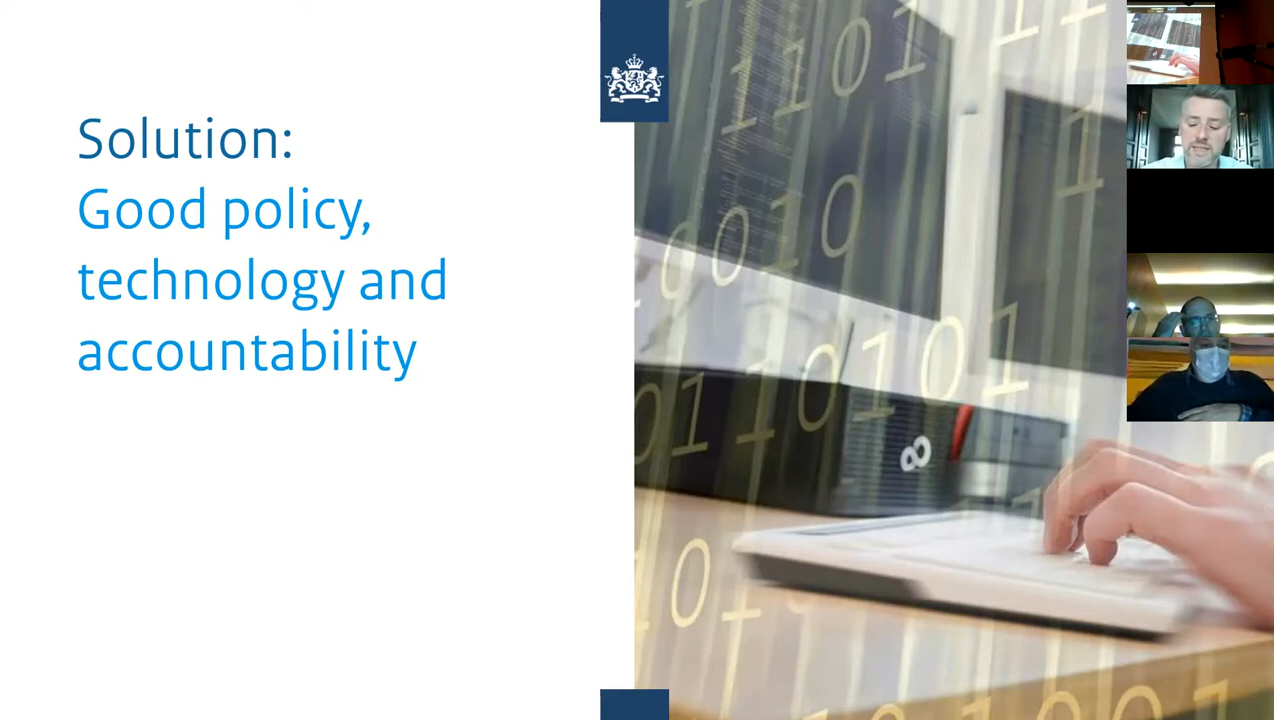 Solution:
Good policy,
technology and
accountability